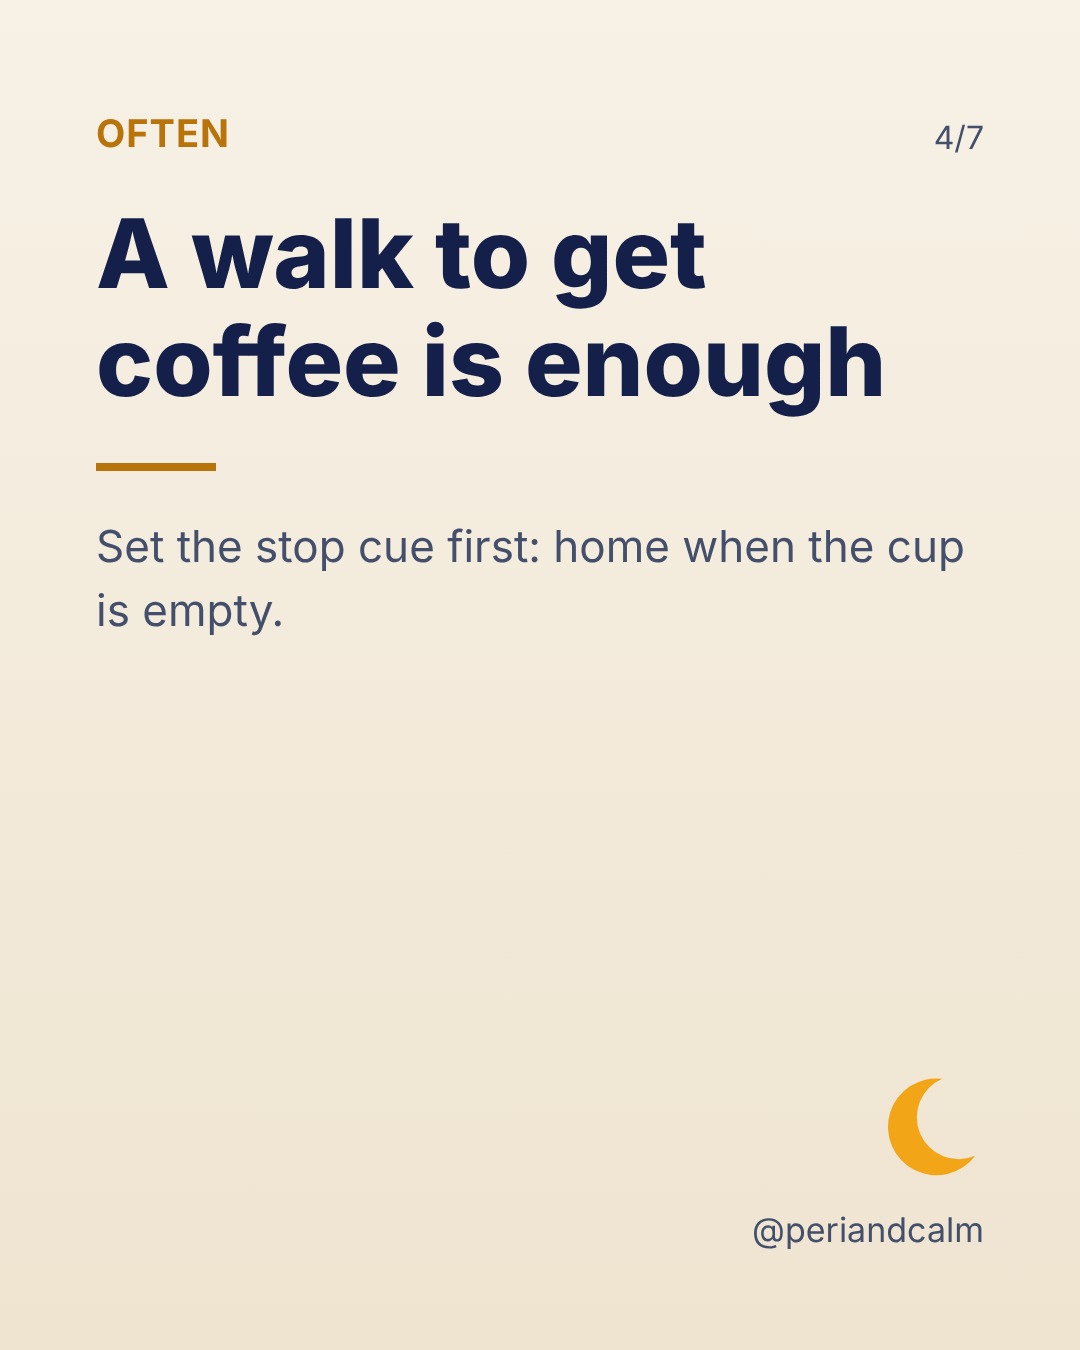 OFTEN
4/7
A walk to get
coffee is enough
Set the stop cue first: home when the cup
is empty.
@periandcalm